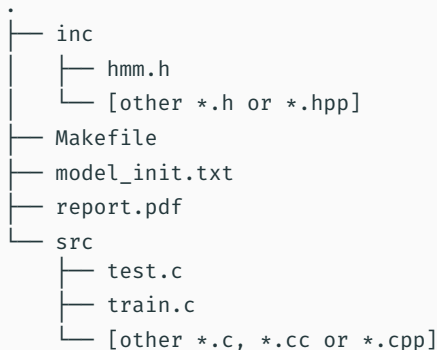 .
├── inc
│   ├── hmm.h
│   └── [other *.h or *.hpp]
├── Makefile
├── model_init.txt
├── report.pdf
└── src
    ├── test.c
    ├── train.c
    └── [other *.c, *.cc or *.cpp]